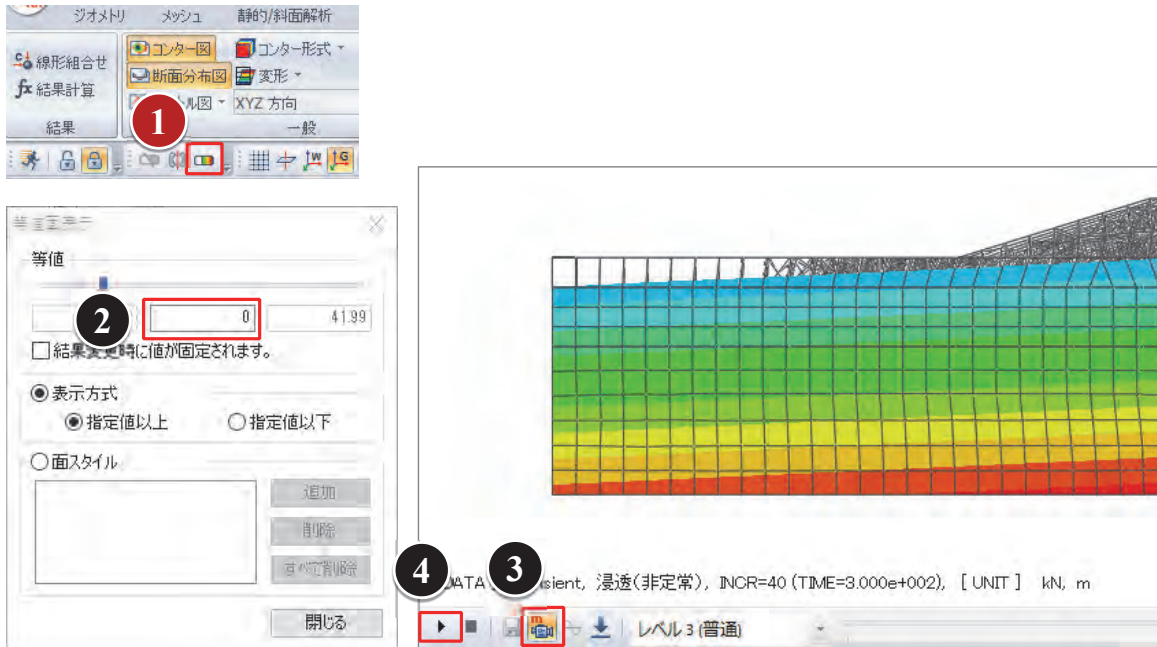 ジオメトリ メッシュ 静的/斜面解析
線形組合せ
fx 結果計算
結果
コンター図
断面分布図
コンター形式
変形
XYZ 方向
一般
1
W G
等値
2
0
41.99
結果変更時に値が固定されます。
表示方式
指定値以上 指定値以下
面スタイル
追加
削除
すべて削除
閉じる
4
3
浸透(非定常), INCR=40 (TIME=3.000e+002), [ UNIT ] kN, m
レベル 3 (普通)